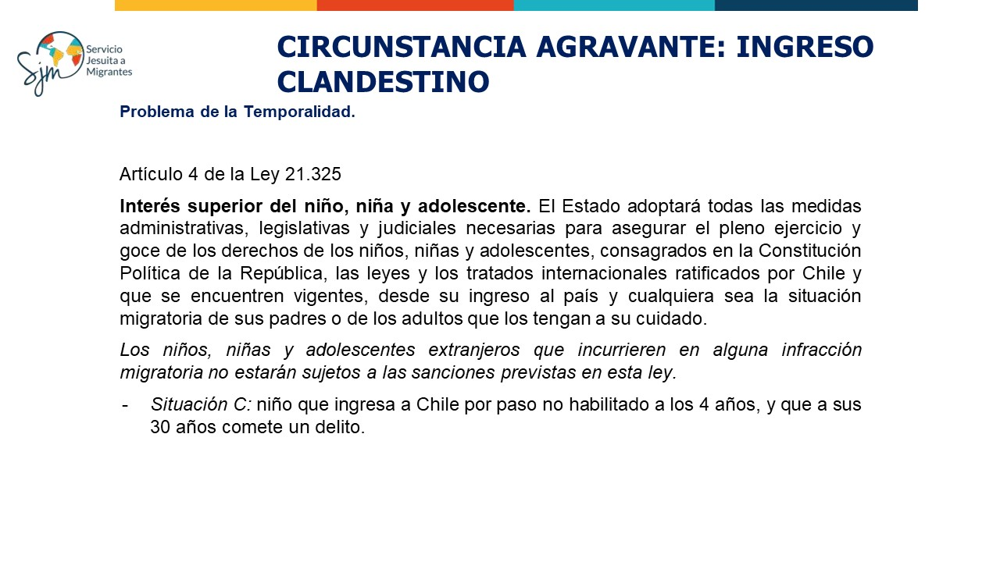 Servicio
Jesuita a
Migrantes
sjm
CIRCUNSTANCIA AGRAVANTE: INGRESO
CLANDESTINO
Problema de la Temporalidad.
Artículo 4 de la Ley 21.325
Interés superior del niño, niña y adolescente. El Estado adoptará todas las medidas
administrativas, legislativas y judiciales necesarias para asegurar el pleno ejercicio y
goce de los derechos de los niños, niñas y adolescentes, consagrados en la Constitución
Política de la República, las leyes y los tratados internacionales ratificados por Chile y
que se encuentren vigentes, desde su ingreso al país y cualquiera sea la situación
migratoria de sus padres o de los adultos que los tengan a su cuidado.
Los niños, niñas y adolescentes extranjeros que incurrieren en alguna infracción
migratoria no estarán sujetos a las sanciones previstas en esta ley.
- Situación C: niño que ingresa a Chile por paso no habilitado a los 4 años, y que a sus
30 años comete un delito.